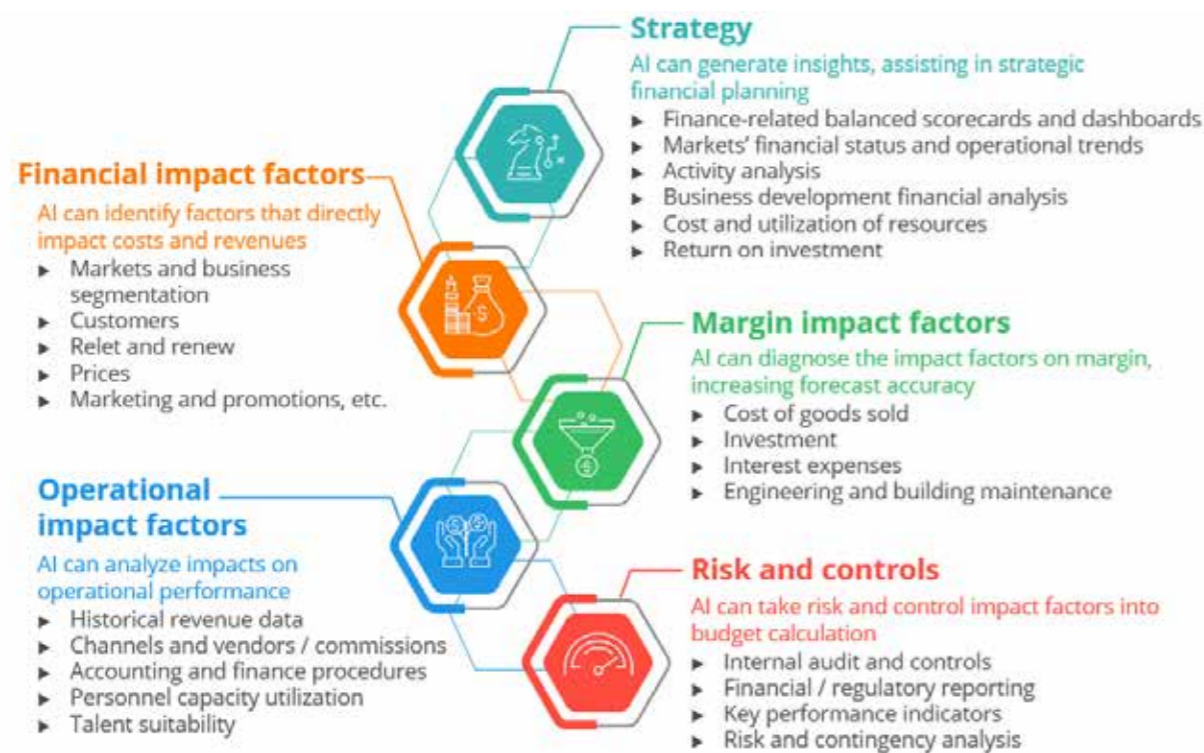 Strategy
AI can generate insights, assisting in strategic
financial planning
► Finance-related balanced scorecards and dashboards
► Markets' financial status and operational trends
► Activity analysis
► Business development financial analysis
► Cost and utilization of resources
► Return on investment
Financial impact factors
AI can identify factors that directly
impact costs and revenues
► Markets and business
segmentation
► Customers
► Relet and renew
► Prices
► Marketing and promotions, etc.
Margin impact factors
AI can diagnose the impact factors on margin,
increasing forecast accuracy
► Cost of goods sold
► Investment
► Interest expenses
► Engineering and building maintenance
Operational
impact factors
AI can analyze impacts on
operational performance
► Historical revenue data
► Channels and vendors / commissions
► Accounting and finance procedures
► Personnel capacity utilization
► Talent suitability
Risk and controls
AI can take risk and control impact factors into
budget calculation
► Internal audit and controls
► Financial / regulatory reporting
► Key performance indicators
► Risk and contingency analysis